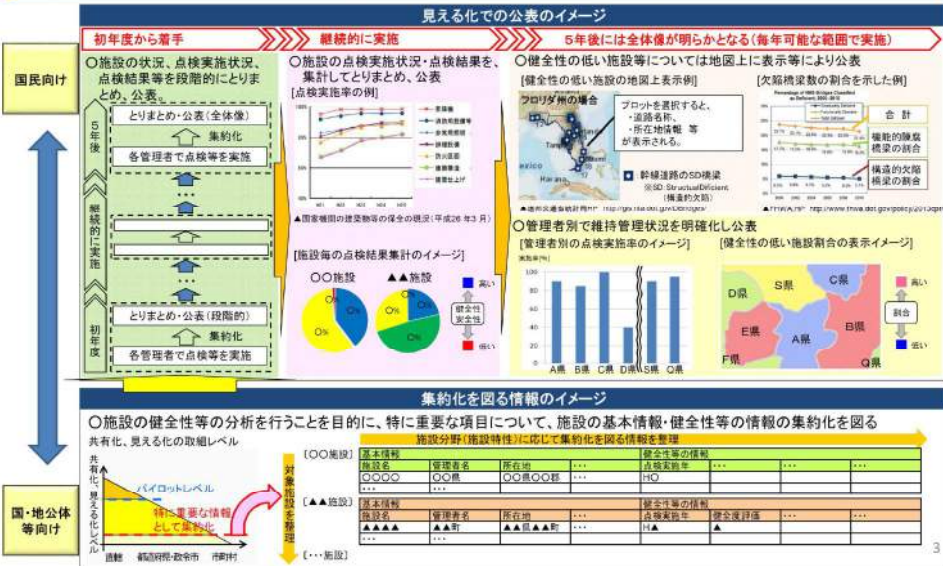 見える化での公表のイメージ
国民向け
初年度から着手
継続的に実施
5年後には全体像が明らかとなる(毎年可能な範囲で実施)
○施設の状況、点検実施状況、
点検結果等を段階的にとりま
とめ、公表。
5年後
とりまとめ・公表(全体像)
集約化
各管理者で点検等を実施
…
継続的に実施
…
…
初年度
とりまとめ・公表(段階的)
集約化
各管理者で点検等を実施
○施設の点検実施状況・点検結果を、
集計してとりまとめ、公表
[点検実施率の例]
▲国家機関の建築物等の保全の現況(平成26年3月)
[施設毎の点検結果集計のイメージ]
○○施設
▲▲施設
○%
○%
○%
○%
○%
高い
健全性
安全性
低い
○健全性の低い施設等については地図上に表示等により公表
[健全性の低い施設の地図上表示例]
フロリダ州の場合
プロットを選択すると、
・道路名称、
・所在地情報 等
が表示される。
幹線道路のSD橋梁
※SD:StructualDificient
(構造的欠陥)
[欠陥橋梁数の割合を示した例]
合計
機能的陳腐
橋梁の割合
構造的欠陥
橋梁の割合
○管理者別で維持管理状況を明確化し公表
[管理者別の点検実施率のイメージ]
実施率(%)
100
80
60
40
20
0
A県 B県 C県 D県 S県 Q県
[健全性の低い施設割合の表示イメージ]
D県
S県
C県
E県
A県
B県
F県
Q県
高い
割合
低い
集約化を図る情報のイメージ
国・地公体
等向け
○施設の健全性等の分析を行うことを目的に、特に重要な項目について、施設の基本情報・健全性等の情報の集約化を図る
共有化、見える化の取組レベル
共有化、見える化レベル
パイロットレベル
特に重要な情報
として集約化
直轄 都道府県・政令市 市町村
対象施設を整理
施設分野(施設特性)に応じて集約化を図る情報を整理
[○○施設]
基本情報 健全性等の情報
施設名 管理者名 所在地 … 点検実施年 … … …
○○○○ ○○県 ○○県○○郡 … H○
… …
[▲▲施設]
基本情報 健全性等の情報
施設名 管理者名 所在地 … 点検実施年 健全度評価 … …
▲▲▲▲ ▲▲町 ▲▲県▲▲町 … H▲ ▲
… …
[…施設]
3